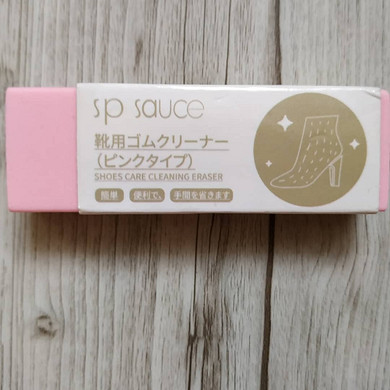 sp sauce
靴用ゴムクリーナー
(ピンクタイプ)
SHOES CARE CLEANING ERASER
簡単 便利で、 手間を省きます